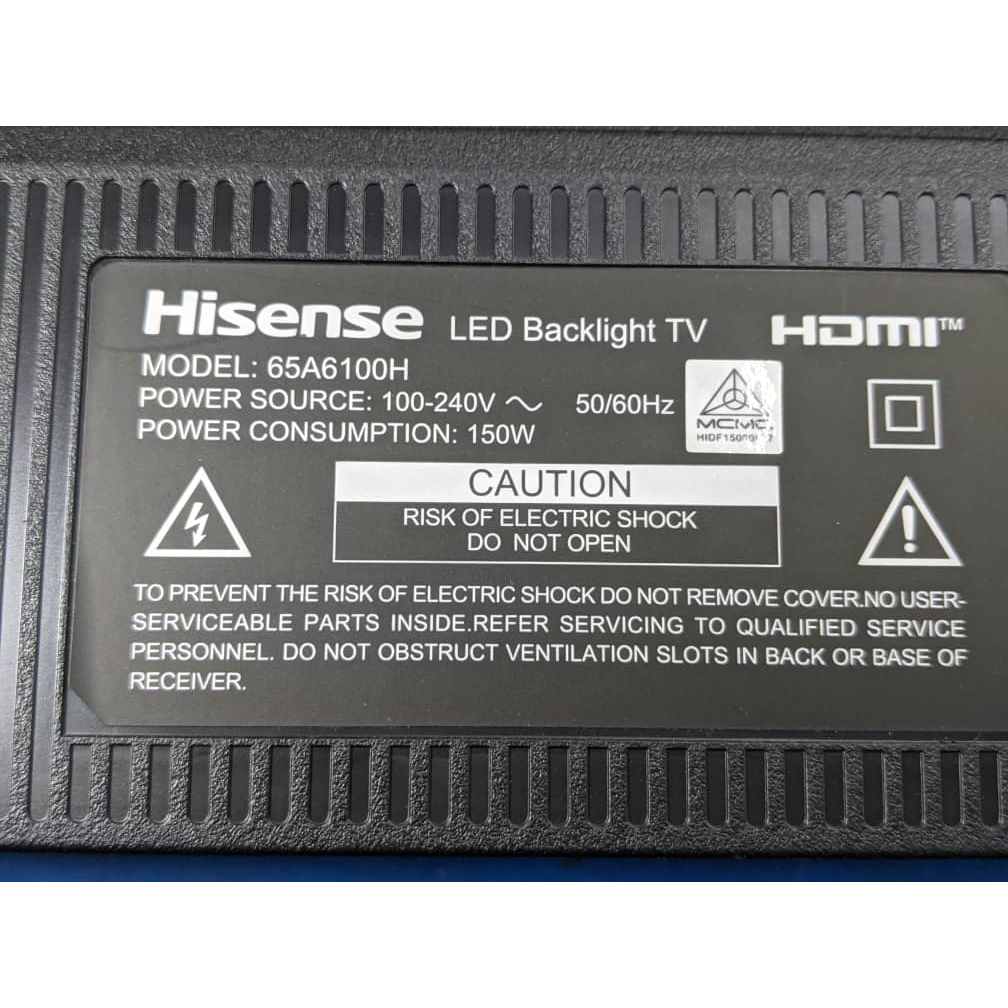 Hisense LED Backlight TV HDMI™
MODEL: 65A6100H
POWER SOURCE: 100-240V ~ 50/60Hz
POWER CONSUMPTION: 150W
MCMC
CAUTION
RISK OF ELECTRIC SHOCK
DO NOT OPEN
TO PREVENT THE RISK OF ELECTRIC SHOCK DO NOT REMOVE COVER.NO USER-
SERVICEABLE PARTS INSIDE.REFER SERVICING TO QUALIFIED SERVICE
PERSONNEL. DO NOT OBSTRUCT VENTILATION SLOTS IN BACK OR BASE OF
RECEIVER.